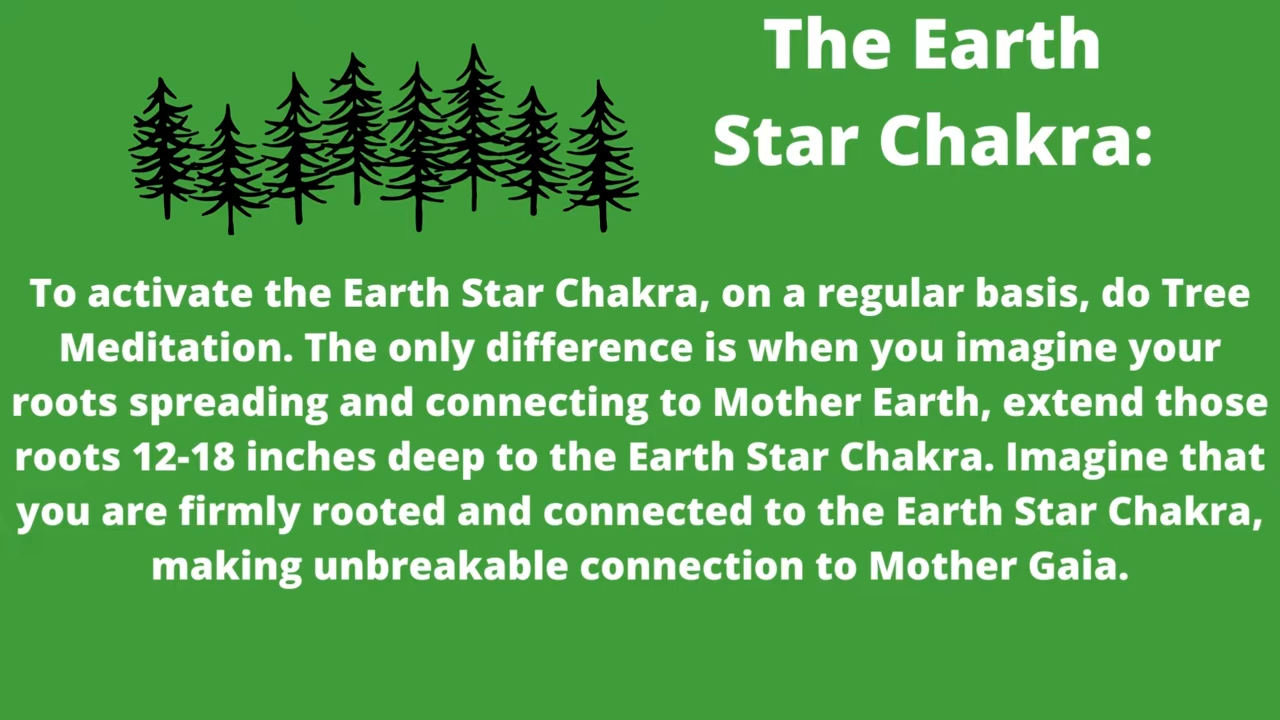 The Earth
Star Chakra:
To activate the Earth Star Chakra, on a regular basis, do Tree
Meditation. The only difference is when you imagine your
roots spreading and connecting to Mother Earth, extend those
roots 12-18 inches deep to the Earth Star Chakra. Imagine that
you are firmly rooted and connected to the Earth Star Chakra,
making unbreakable connection to Mother Gaia.